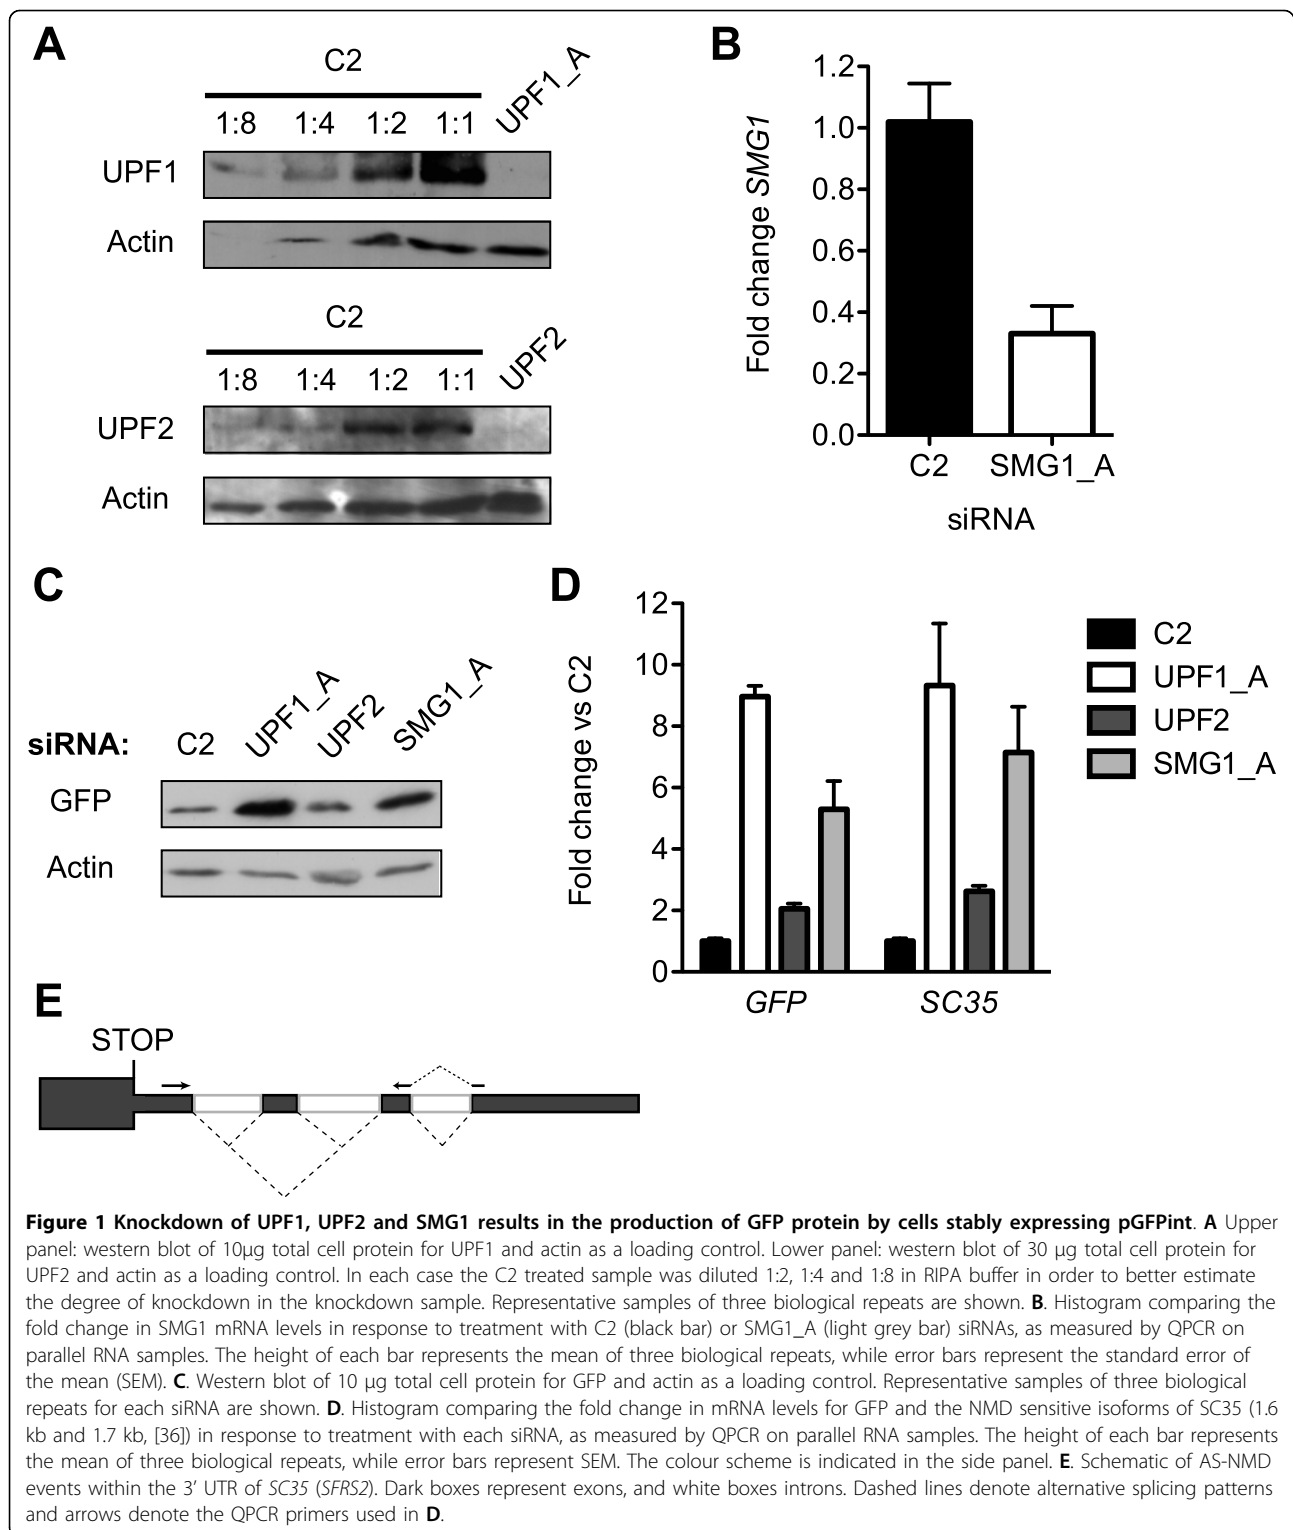 A
C2
1:8 1:4 1:2 1:1 UPF1_A
UPF1
Actin
C2
1:8 1:4 1:2 1:1 UPF2
UPF2
Actin
B
Fold change SMG1
1.2
1.0
0.8
0.6
0.4
0.2
0.0
C2 SMG1_A
siRNA
C
siRNA: C2 UPF1_A UPF2 SMG1_A
GFP
Actin
D
Fold change vs C2
12
10
8
6
4
2
0
GFP SC35
C2
UPF1_A
UPF2
SMG1_A
E
STOP
Figure 1 Knockdown of UPF1, UPF2 and SMG1 results in the production of GFP protein by cells stably expressing pGFPint. A Upper
panel: western blot of 10μg total cell protein for UPF1 and actin as a loading control. Lower panel: western blot of 30 μg total cell protein for
UPF2 and actin as a loading control. In each case the C2 treated sample was diluted 1:2, 1:4 and 1:8 in RIPA buffer in order to better estimate
the degree of knockdown in the knockdown sample. Representative samples of three biological repeats are shown. B. Histogram comparing the
fold change in SMG1 mRNA levels in response to treatment with C2 (black bar) or SMG1_A (light grey bar) siRNAs, as measured by QPCR on
parallel RNA samples. The height of each bar represents the mean of three biological repeats, while error bars represent the standard error of
the mean (SEM). C. Western blot of 10 μg total cell protein for GFP and actin as a loading control. Representative samples of three biological
repeats for each siRNA are shown. D. Histogram comparing the fold change in mRNA levels for GFP and the NMD sensitive isoforms of SC35 (1.6
kb and 1.7 kb, [36]) in response to treatment with each siRNA, as measured by QPCR on parallel RNA samples. The height of each bar represents
the mean of three biological repeats, while error bars represent SEM. The colour scheme is indicated in the side panel. E. Schematic of AS-NMD
events within the 3′ UTR of SC35 (SFRS2). Dark boxes represent exons, and white boxes introns. Dashed lines denote alternative splicing patterns
and arrows denote the QPCR primers used in D.